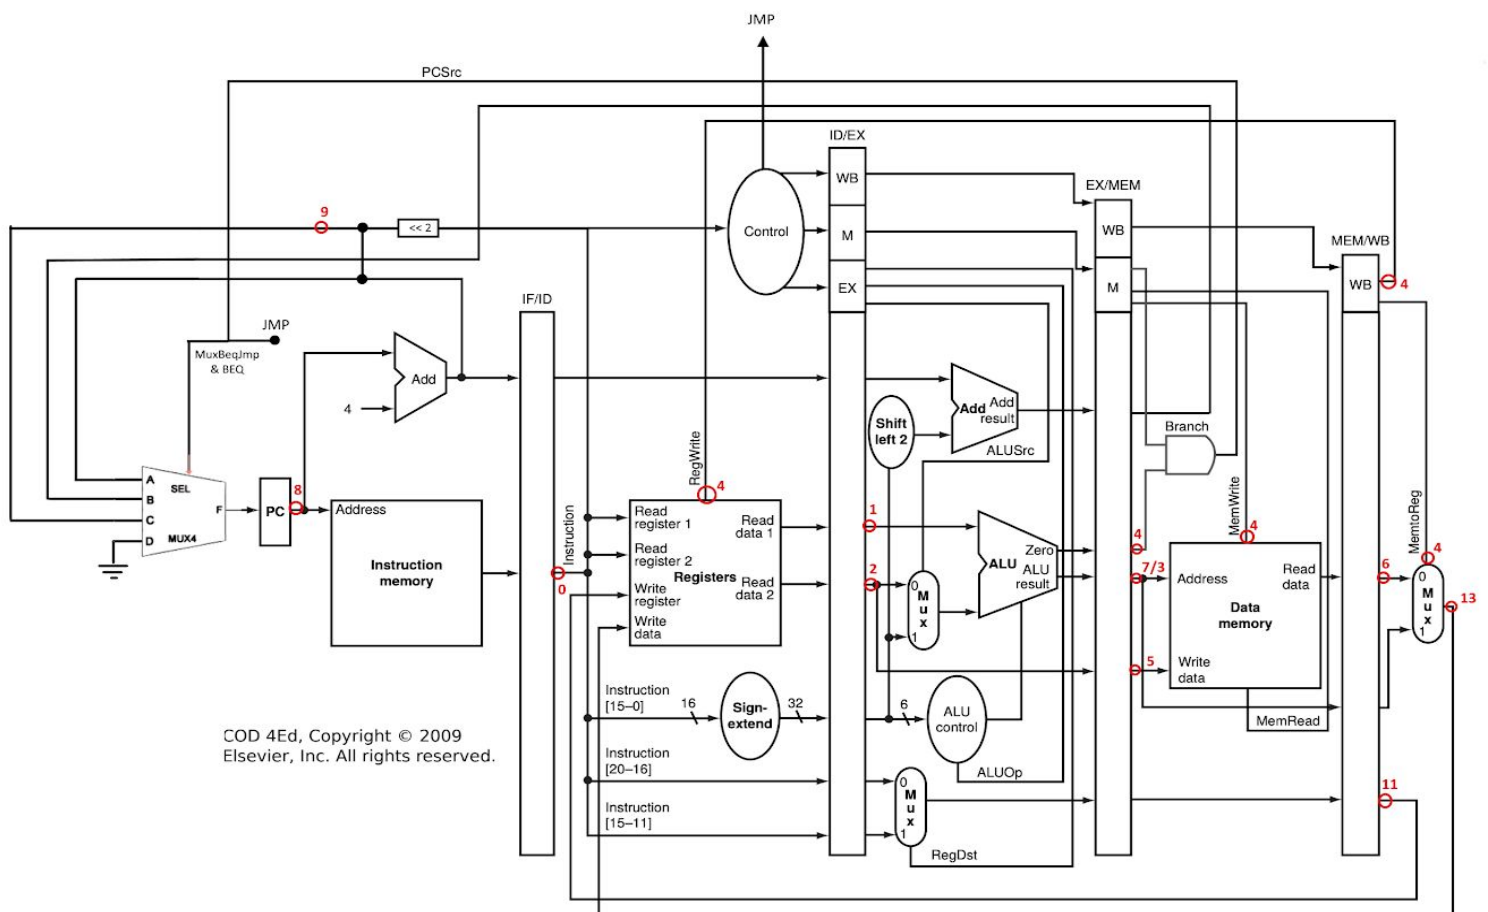 JMP
PCSrc
ID/EX
WB
EX/MEM
9
<< 2
Control
M
WB
MEM/WB
EX
M
WB
4
IF/ID
JMP
MuxBeqJmp
& BEQ
Add
4
Shift
left 2
Add
Add
result
ALUSrc
Branch
RegWrite
4
MemWrite
4
MemtoReg
4
A
B
C
D
SEL
F
MUX4
PC
8
Address
Instruction
memory
Instruction
0
Read
register 1
Read
register 2
Write
register
Write
data
Registers
Read
data 1
Read
data 2
1
2
0
M
u
x
1
ALU
Zero
ALU
result
4
7/3
5
Address
Read
data
Data
memory
Write
data
MemRead
6
0
M
u
x
1
13
Instruction
[15–0]
16
Sign-
extend
32
6
ALU
control
ALUOp
Instruction
[20–16]
Instruction
[15–11]
0
M
u
x
1
RegDst
11
COD 4Ed, Copyright © 2009
Elsevier, Inc. All rights reserved.